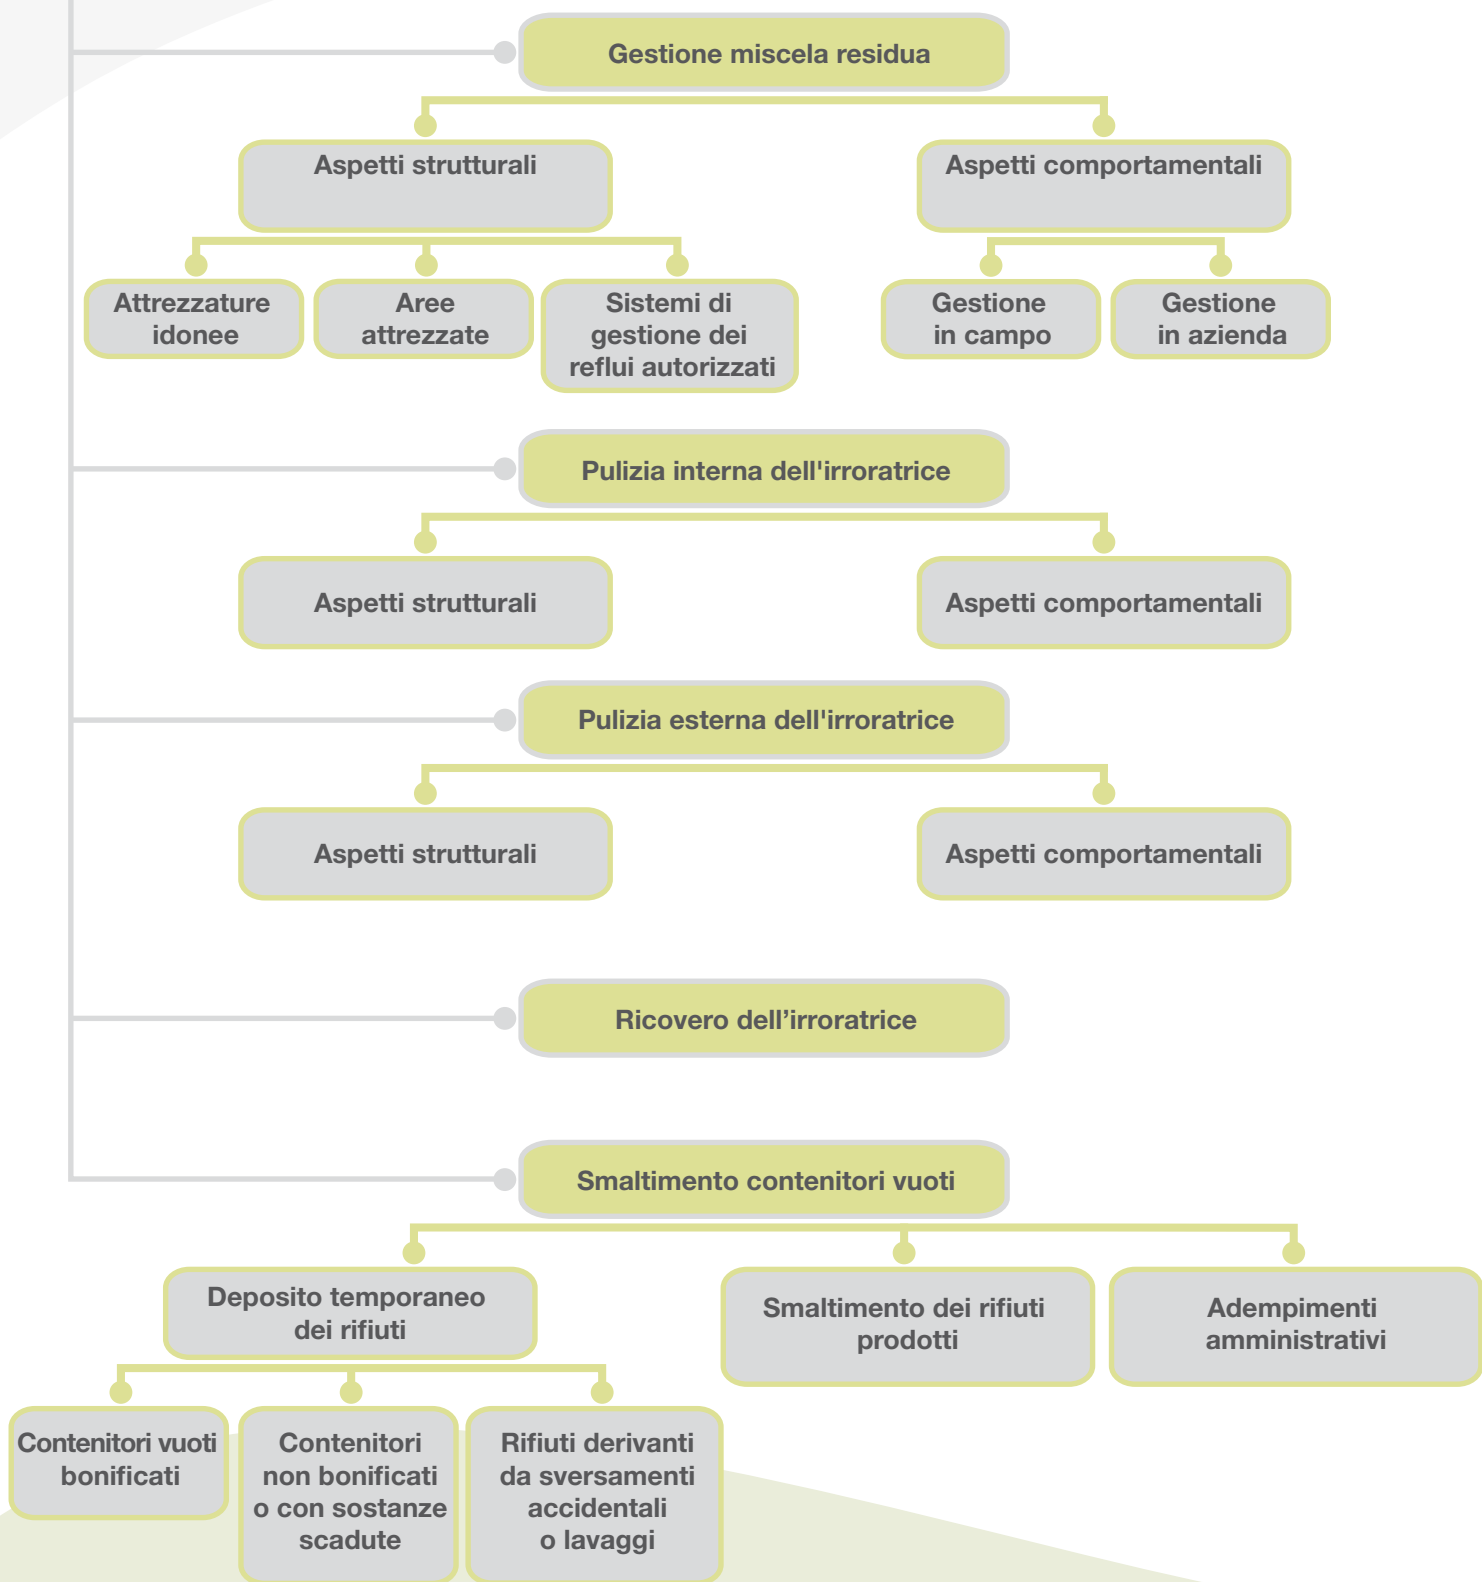 Gestione miscela residua
Aspetti strutturali
Aspetti comportamentali
Attrezzature
idonee
Aree
attrezzate
Sistemi di
gestione dei
reflui autorizzati
Gestione
in campo
Gestione
in azienda
Pulizia interna dell'irroratrice
Aspetti strutturali
Aspetti comportamentali
Pulizia esterna dell'irroratrice
Aspetti strutturali
Aspetti comportamentali
Ricovero dell’irroratrice
Smaltimento contenitori vuoti
Deposito temporaneo
dei rifiuti
Smaltimento dei rifiuti
prodotti
Adempimenti
amministrativi
Contenitori vuoti
bonificati
Contenitori
non bonificati
o con sostanze
scadute
Rifiuti derivanti
da sversamenti
accidentali
o lavaggi